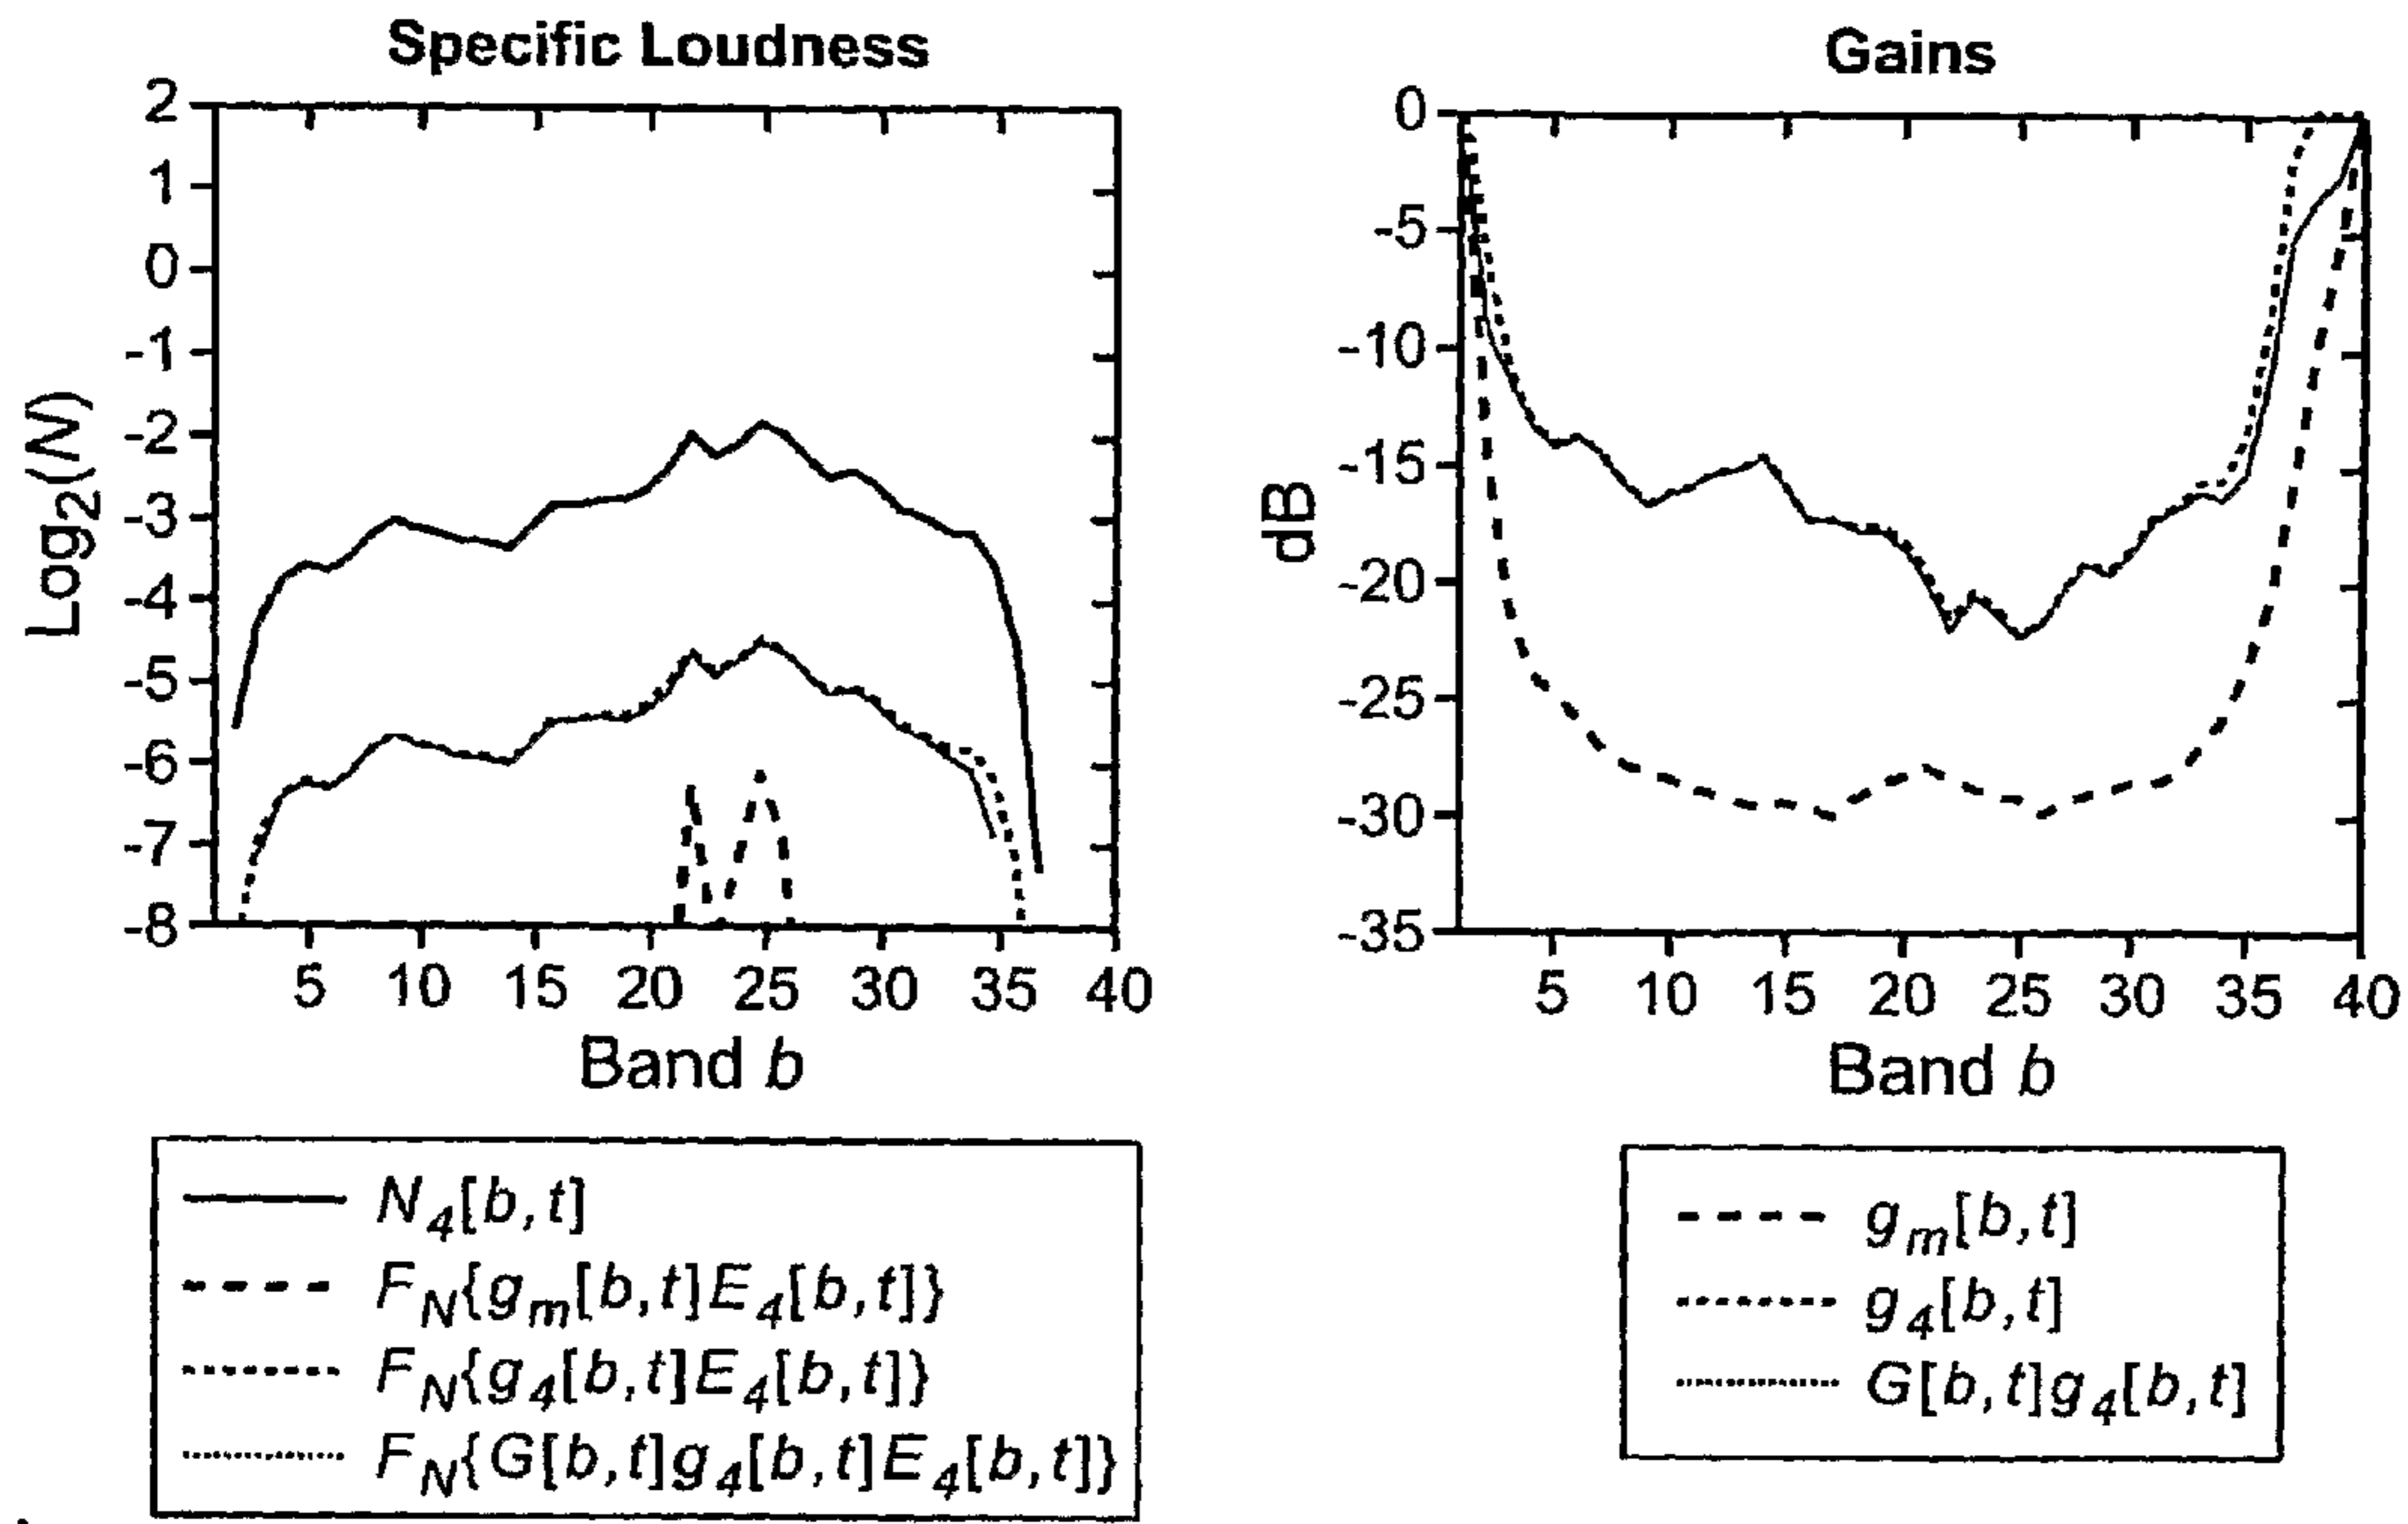 Specific Loudness
2
1
0
-1
-2
-3
-4
-5
-6
-7
-8
Log2(N)
5 10 15 20 25 30 35 40
Band b
N4[b,t]
FN{gm[b,t]E4[b,t]}
FN{g4[b,t]E4[b,t]}
FN{G[b,t]g4[b,t]E4[b,t]}
Gains
0
-5
-10
-15
-20
-25
-30
-35
dB
5 10 15 20 25 30 35 40
Band b
gm[b,t]
g4[b,t]
G[b,t]g4[b,t]